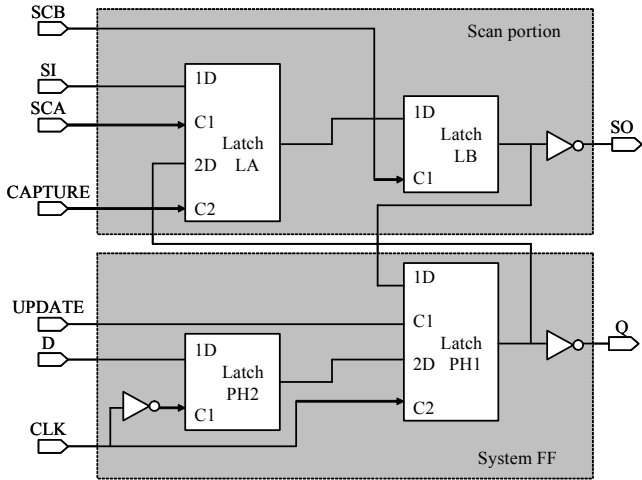 SCB
Scan portion
SI
1D
SCA
C1
1D
SO
Latch
LA
Latch
LB
2D
C1
CAPTURE
C2
1D
UPDATE
C1
Q
D
1D
Latch
PH2
2D
Latch
PH1
C1
C2
CLK
System FF